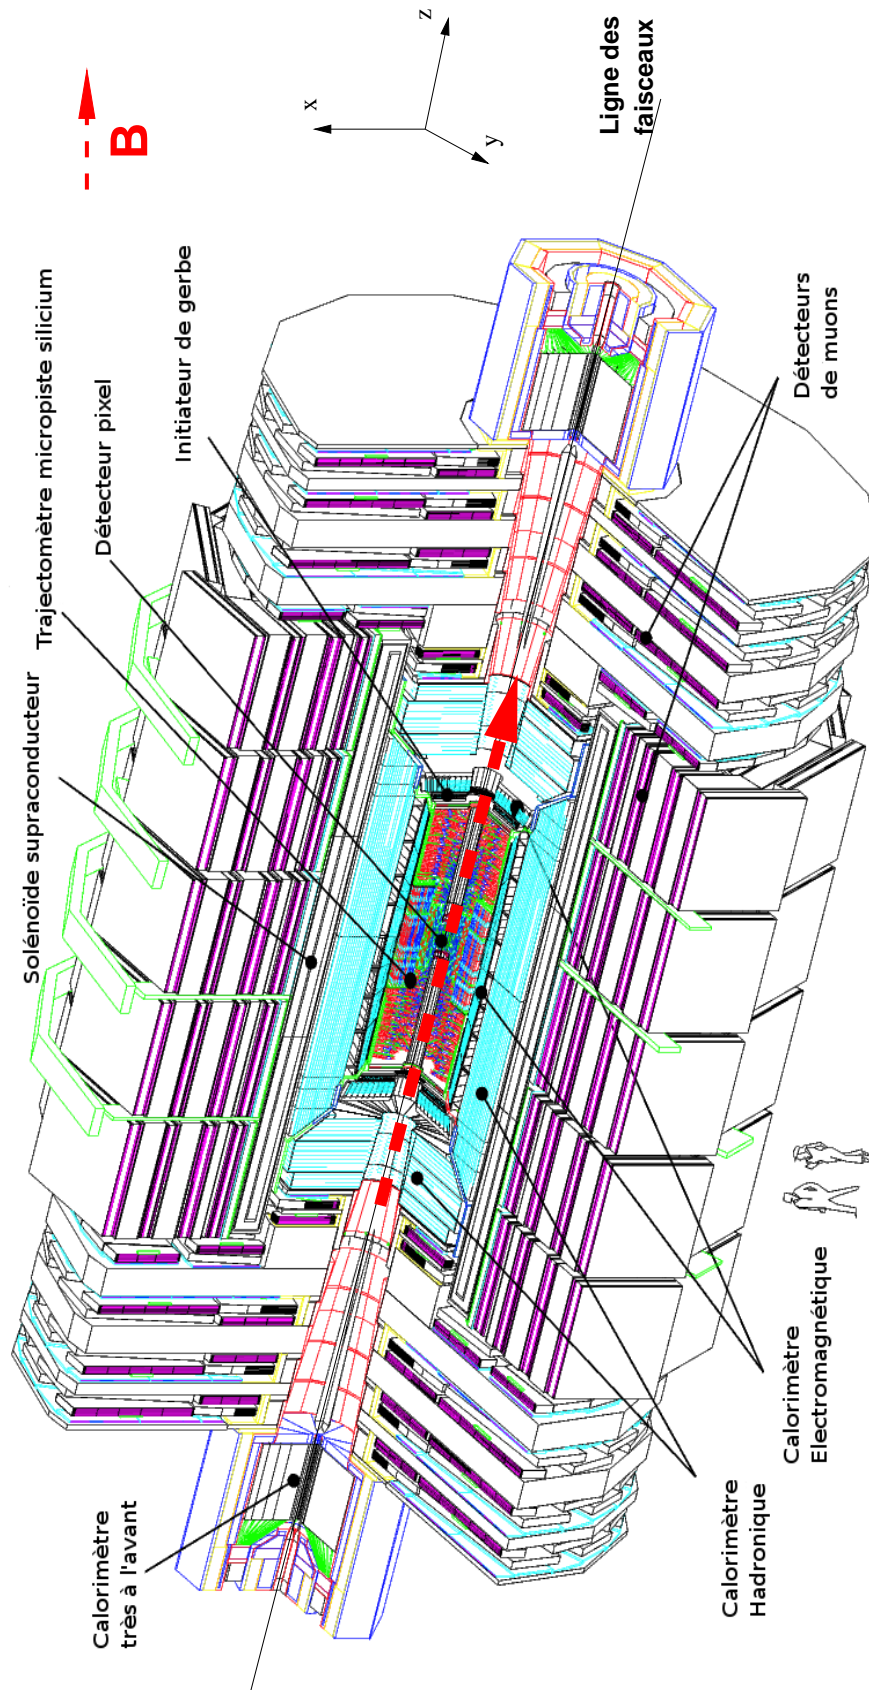 B
x
y
z
Ligne des
faisceaux
Solénoïde supraconducteur
Trajectomètre micropiste silicium
Détecteur pixel
Initiateur de gerbe
Détecteurs
de muons
Calorimètre
très à l'avant
Calorimètre
Hadronique
Calorimètre
Electromagnétique